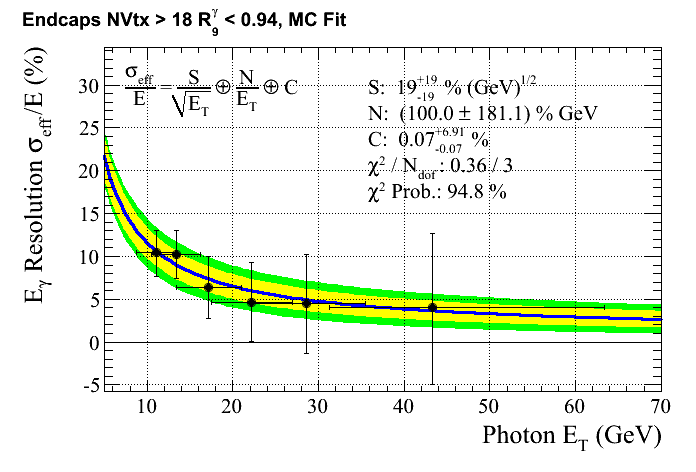 Endcaps NVtx > 18 R₉ᵞ < 0.94, MC Fit
σ_eff/E = S/√E_T ⊕ N/E_T ⊕ C
S: 19 +19 -19 % (GeV)^1/2
N: (100.0 ± 181.1) % GeV
C: 0.07 +6.91 -0.07 %
χ² / N_dof : 0.36 / 3
χ² Prob.: 94.8 %
E_γ Resolution σ_eff/E (%)
30
25
20
15
10
5
0
-5
10 20 30 40 50 60 70
Photon E_T (GeV)